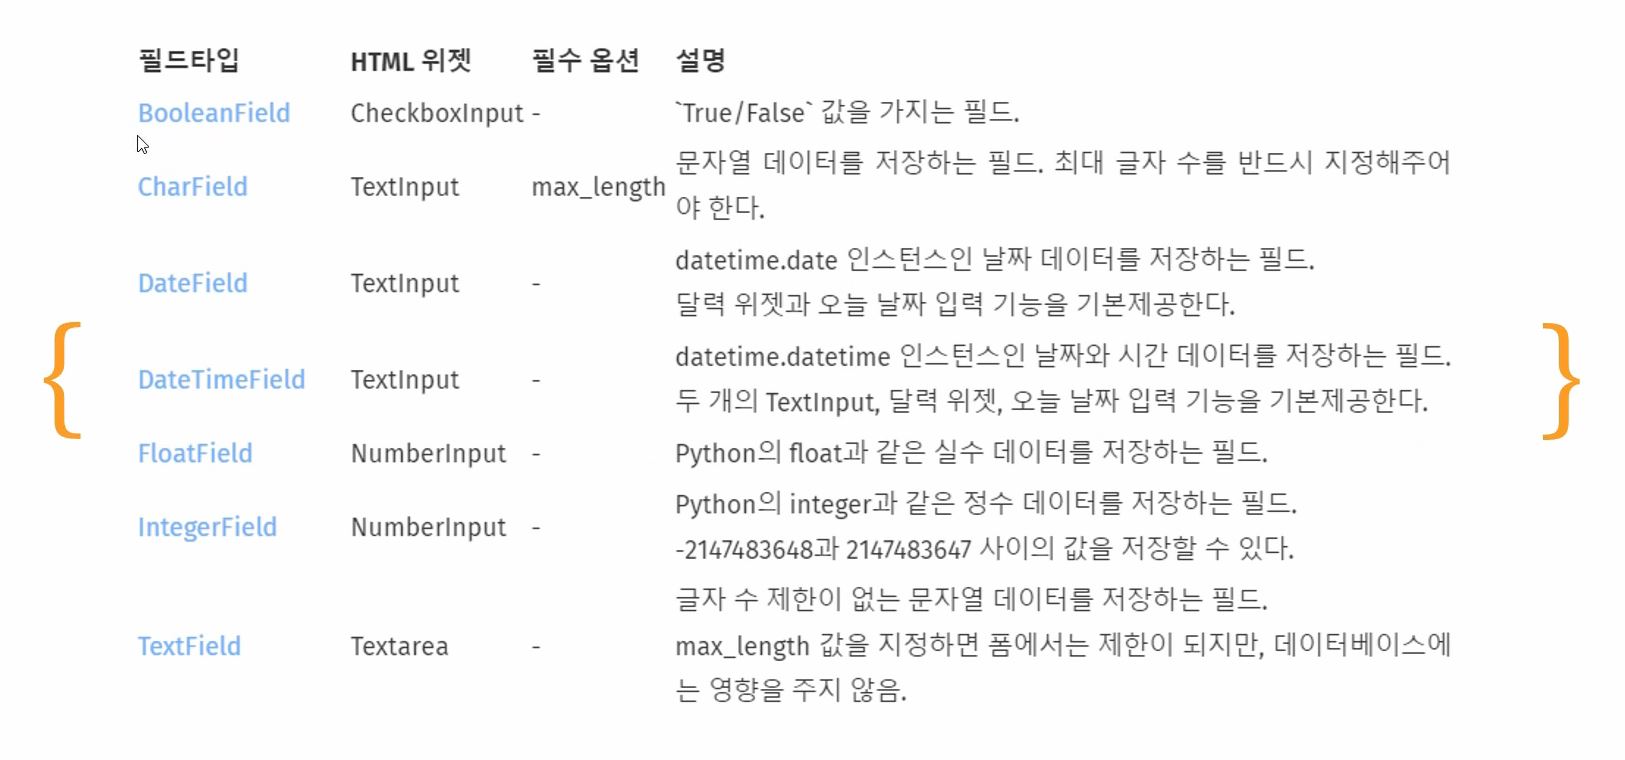 필드타입 HTML 위젯 필수 옵션 설명
BooleanField CheckboxInput - `True/False` 값을 가지는 필드.
CharField TextInput max_length 문자열 데이터를 저장하는 필드. 최대 글자 수를 반드시 지정해주어
야 한다.
DateField TextInput - datetime.date 인스턴스인 날짜 데이터를 저장하는 필드.
달력 위젯과 오늘 날짜 입력 기능을 기본제공한다.
DateTimeField TextInput - datetime.datetime 인스턴스인 날짜와 시간 데이터를 저장하는 필드.
두 개의 TextInput, 달력 위젯, 오늘 날짜 입력 기능을 기본제공한다.
FloatField NumberInput - Python의 float과 같은 실수 데이터를 저장하는 필드.
IntegerField NumberInput - Python의 integer과 같은 정수 데이터를 저장하는 필드.
-2147483648과 2147483647 사이의 값을 저장할 수 있다.
TextField Textarea - 글자 수 제한이 없는 문자열 데이터를 저장하는 필드.
max_length 값을 지정하면 폼에서는 제한이 되지만, 데이터베이스에
는 영향을 주지 않음.
{ }